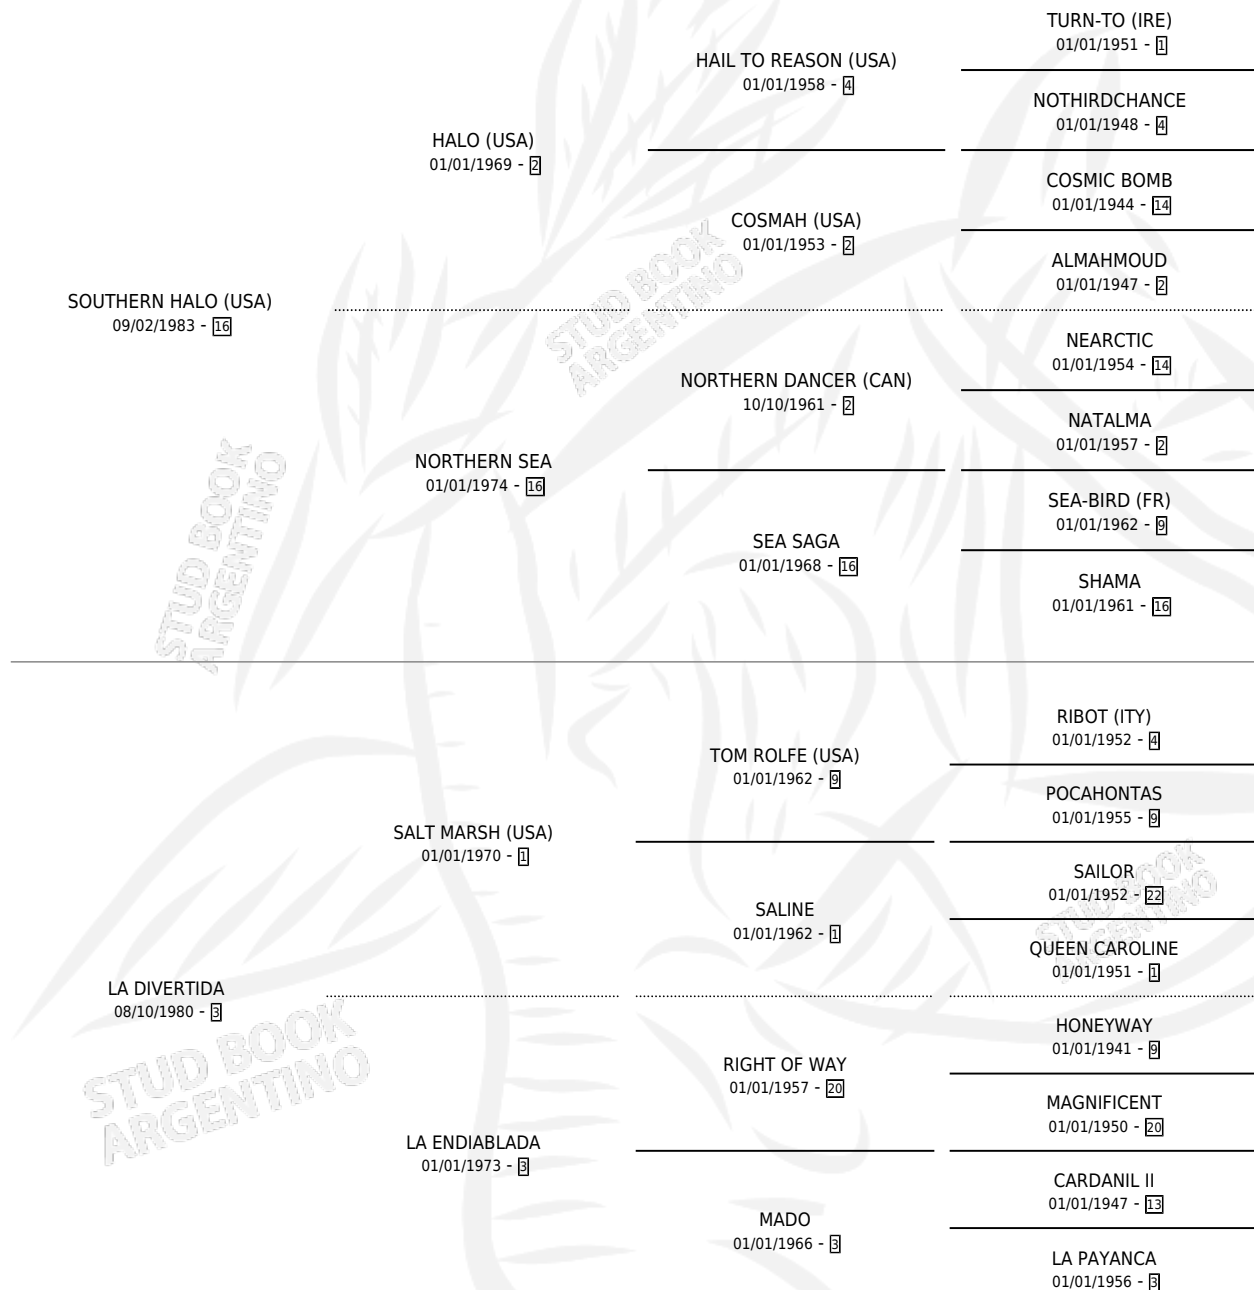 TURN-TO (IRE)
01/01/1951 - 1
HAIL TO REASON (USA)
01/01/1958 - 4
NOTHIRDCHANCE
01/01/1948 - 4
HALO (USA)
01/01/1969 - 2
COSMIC BOMB
01/01/1944 - 14
COSMAH (USA)
01/01/1953 - 2
ALMAHMOUD
01/01/1947 - 2
SOUTHERN HALO (USA)
09/02/1983 - 16
STUD BOOK
ARGENTINO
NEARCTIC
01/01/1954 - 14
NORTHERN DANCER (CAN)
10/10/1961 - 2
NATALMA
01/01/1957 - 2
NORTHERN SEA
01/01/1974 - 16
SEA-BIRD (FR)
01/01/1962 - 9
SEA SAGA
01/01/1968 - 16
SHAMA
01/01/1961 - 16
STUD BOOK
ARGENTINO
RIBOT (ITY)
01/01/1952 - 4
TOM ROLFE (USA)
01/01/1962 - 9
POCAHONTAS
01/01/1955 - 9
SALT MARSH (USA)
01/01/1970 - 1
SAILOR
01/01/1952 - 22
SALINE
01/01/1962 - 1
QUEEN CAROLINE
01/01/1951 - 1
STUD BOOK
ARGENTINO
LA DIVERTIDA
08/10/1980 - 3
HONEYWAY
01/01/1941 - 9
RIGHT OF WAY
01/01/1957 - 20
MAGNIFICENT
01/01/1950 - 20
STUD BOOK
ARGENTINO
LA ENDIABLADA
01/01/1973 - 3
CARDANIL II
01/01/1947 - 13
MADO
01/01/1966 - 3
LA PAYANCA
01/01/1956 - 3